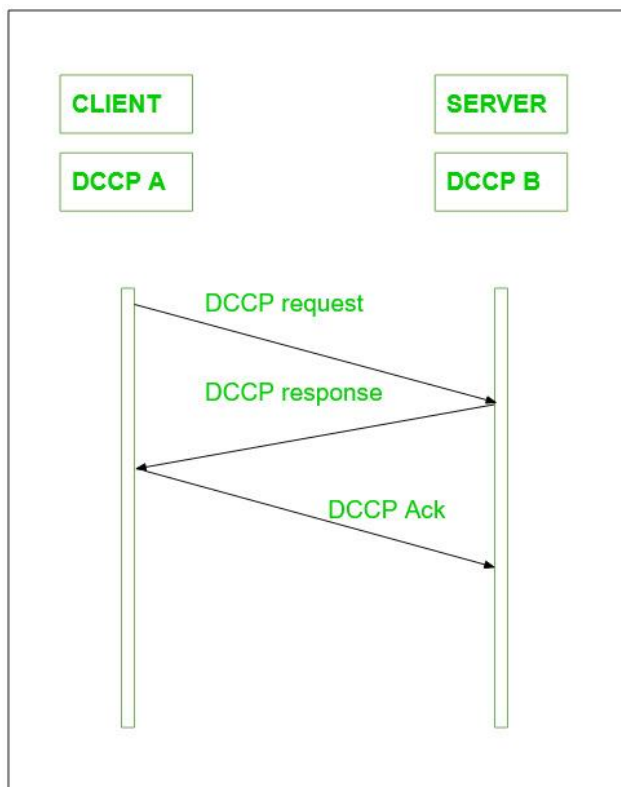 CLIENT
SERVER
DCCP A
DCCP B
DCCP request
DCCP response
DCCP Ack